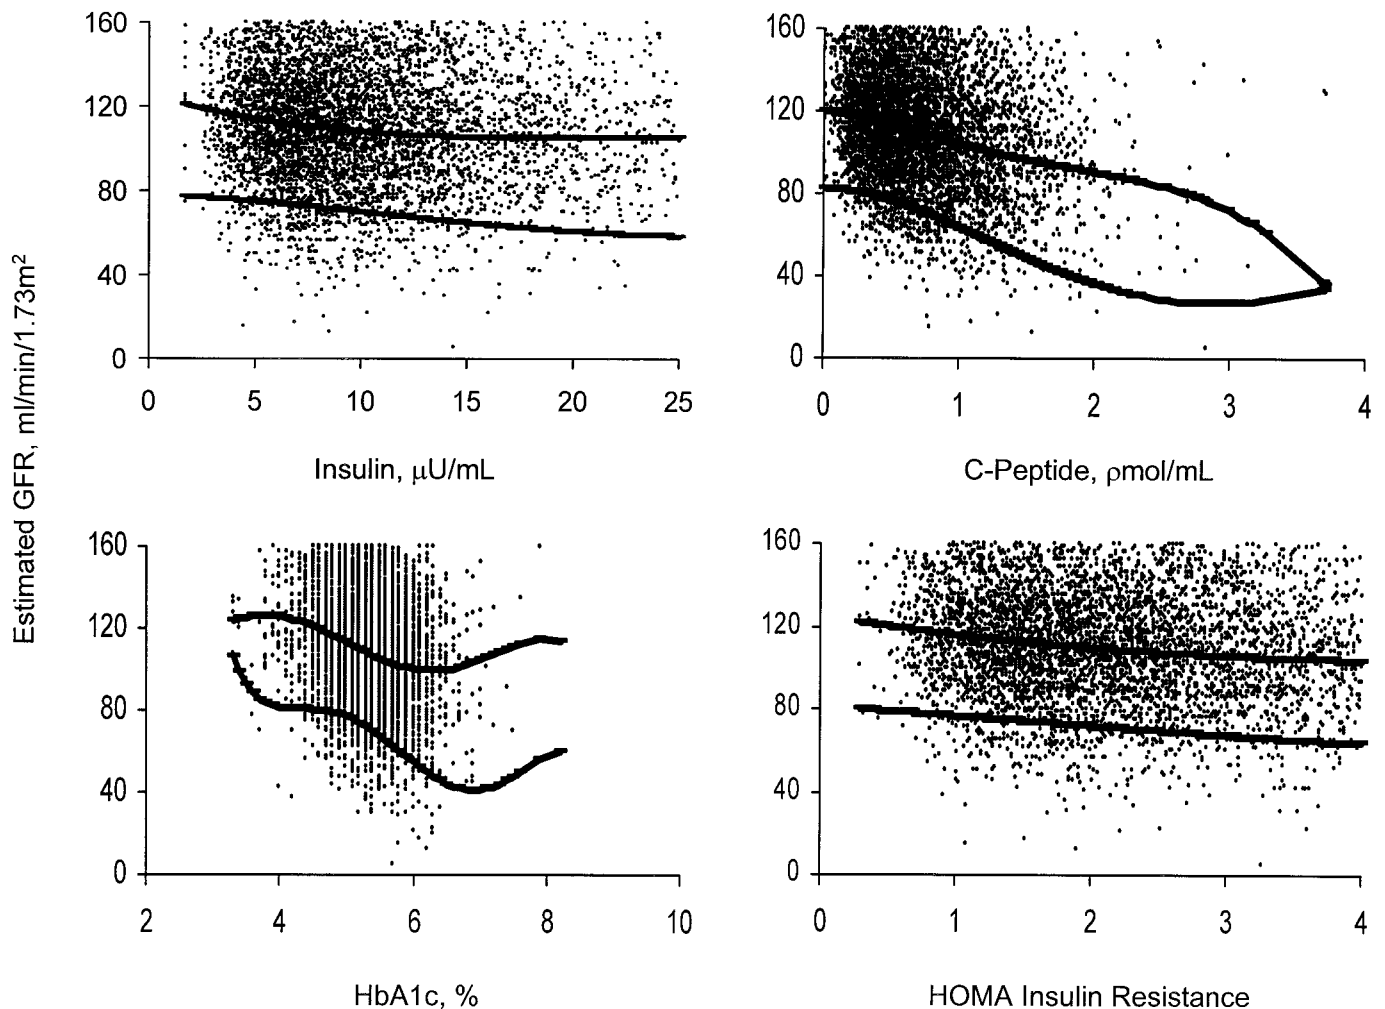 Estimated GFR, ml/min/1.73m²
160
120
80
40
0
0 5 10 15 20 25
Insulin, μU/mL
160
120
80
40
0
0 1 2 3 4
C-Peptide, ρmol/mL
160
120
80
40
0
2 4 6 8 10
HbA1c, %
160
120
80
40
0
0 1 2 3 4
HOMA Insulin Resistance